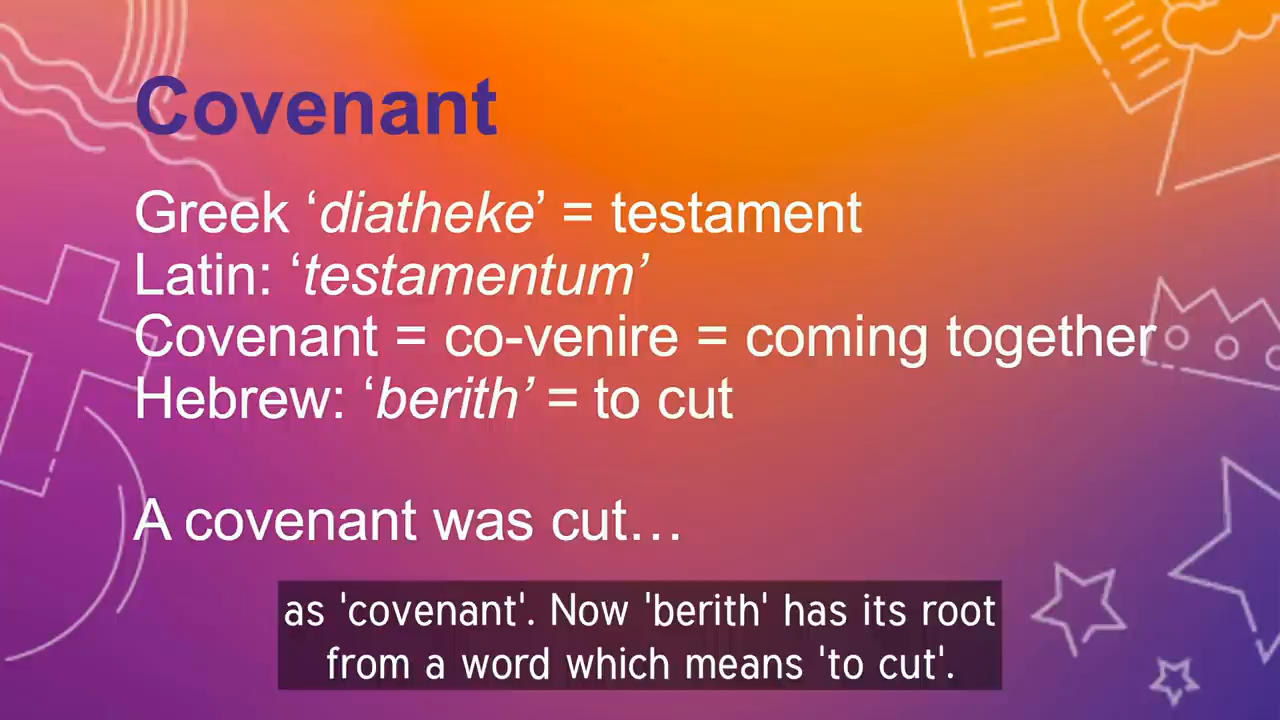 Covenant
Greek ‘diatheke’ = testament
Latin: ‘testamentum’
Covenant = co-venire = coming together
Hebrew: ‘berith’ = to cut
A covenant was cut…
as 'covenant'. Now 'berith' has its root
from a word which means 'to cut'.